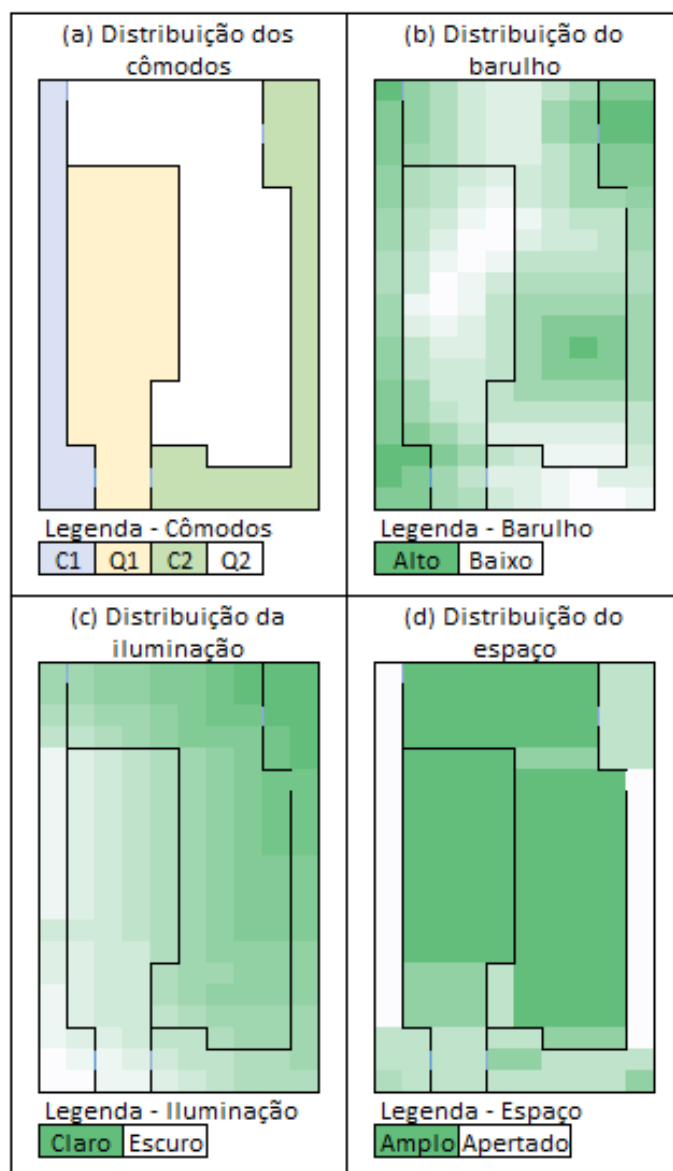 (a) Distribuição dos
cômodos
Legenda - Cômodos
C1 Q1 C2 Q2
(b) Distribuição do
barulho
Legenda - Barulho
Alto Baixo
(c) Distribuição da
iluminação
Legenda - Iluminação
Claro Escuro
(d) Distribuição do
espaço
Legenda - Espaço
Amplo Apertado